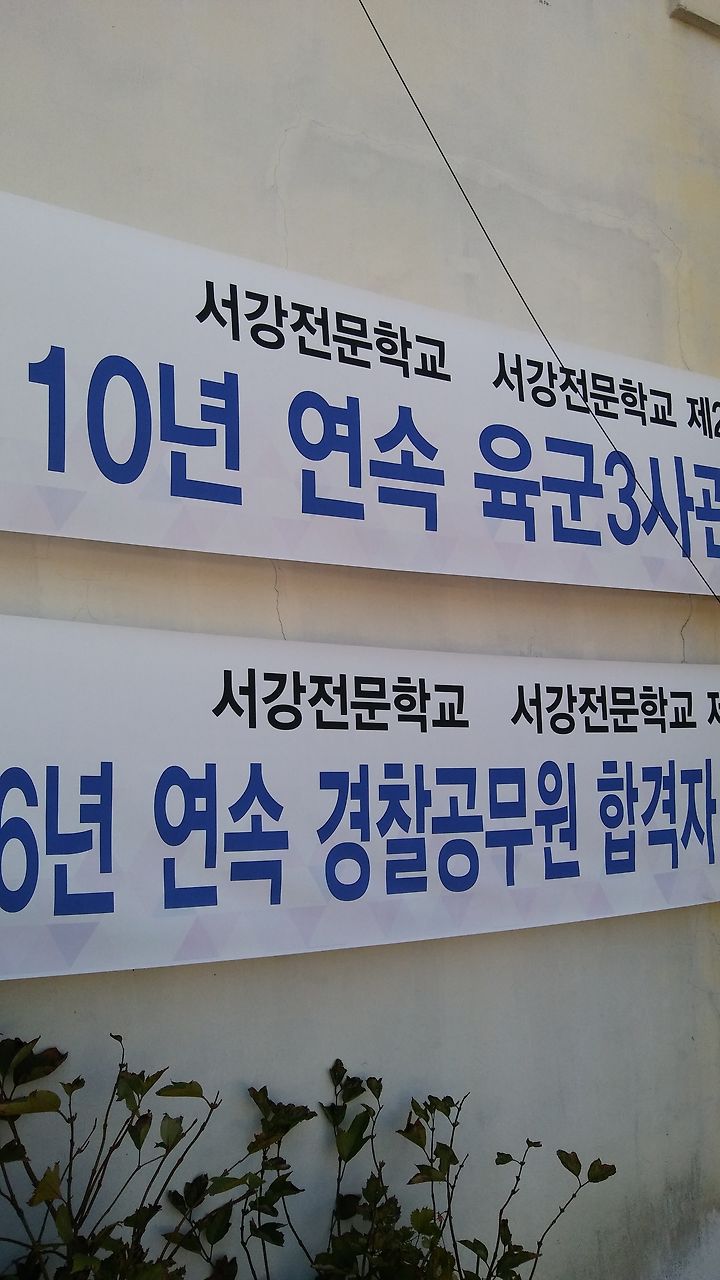 서강전문학교 서강전문학교 제2
10년 연속 육군3사관
서강전문학교 서강전문학교
6년 연속 경찰공무원 합격자